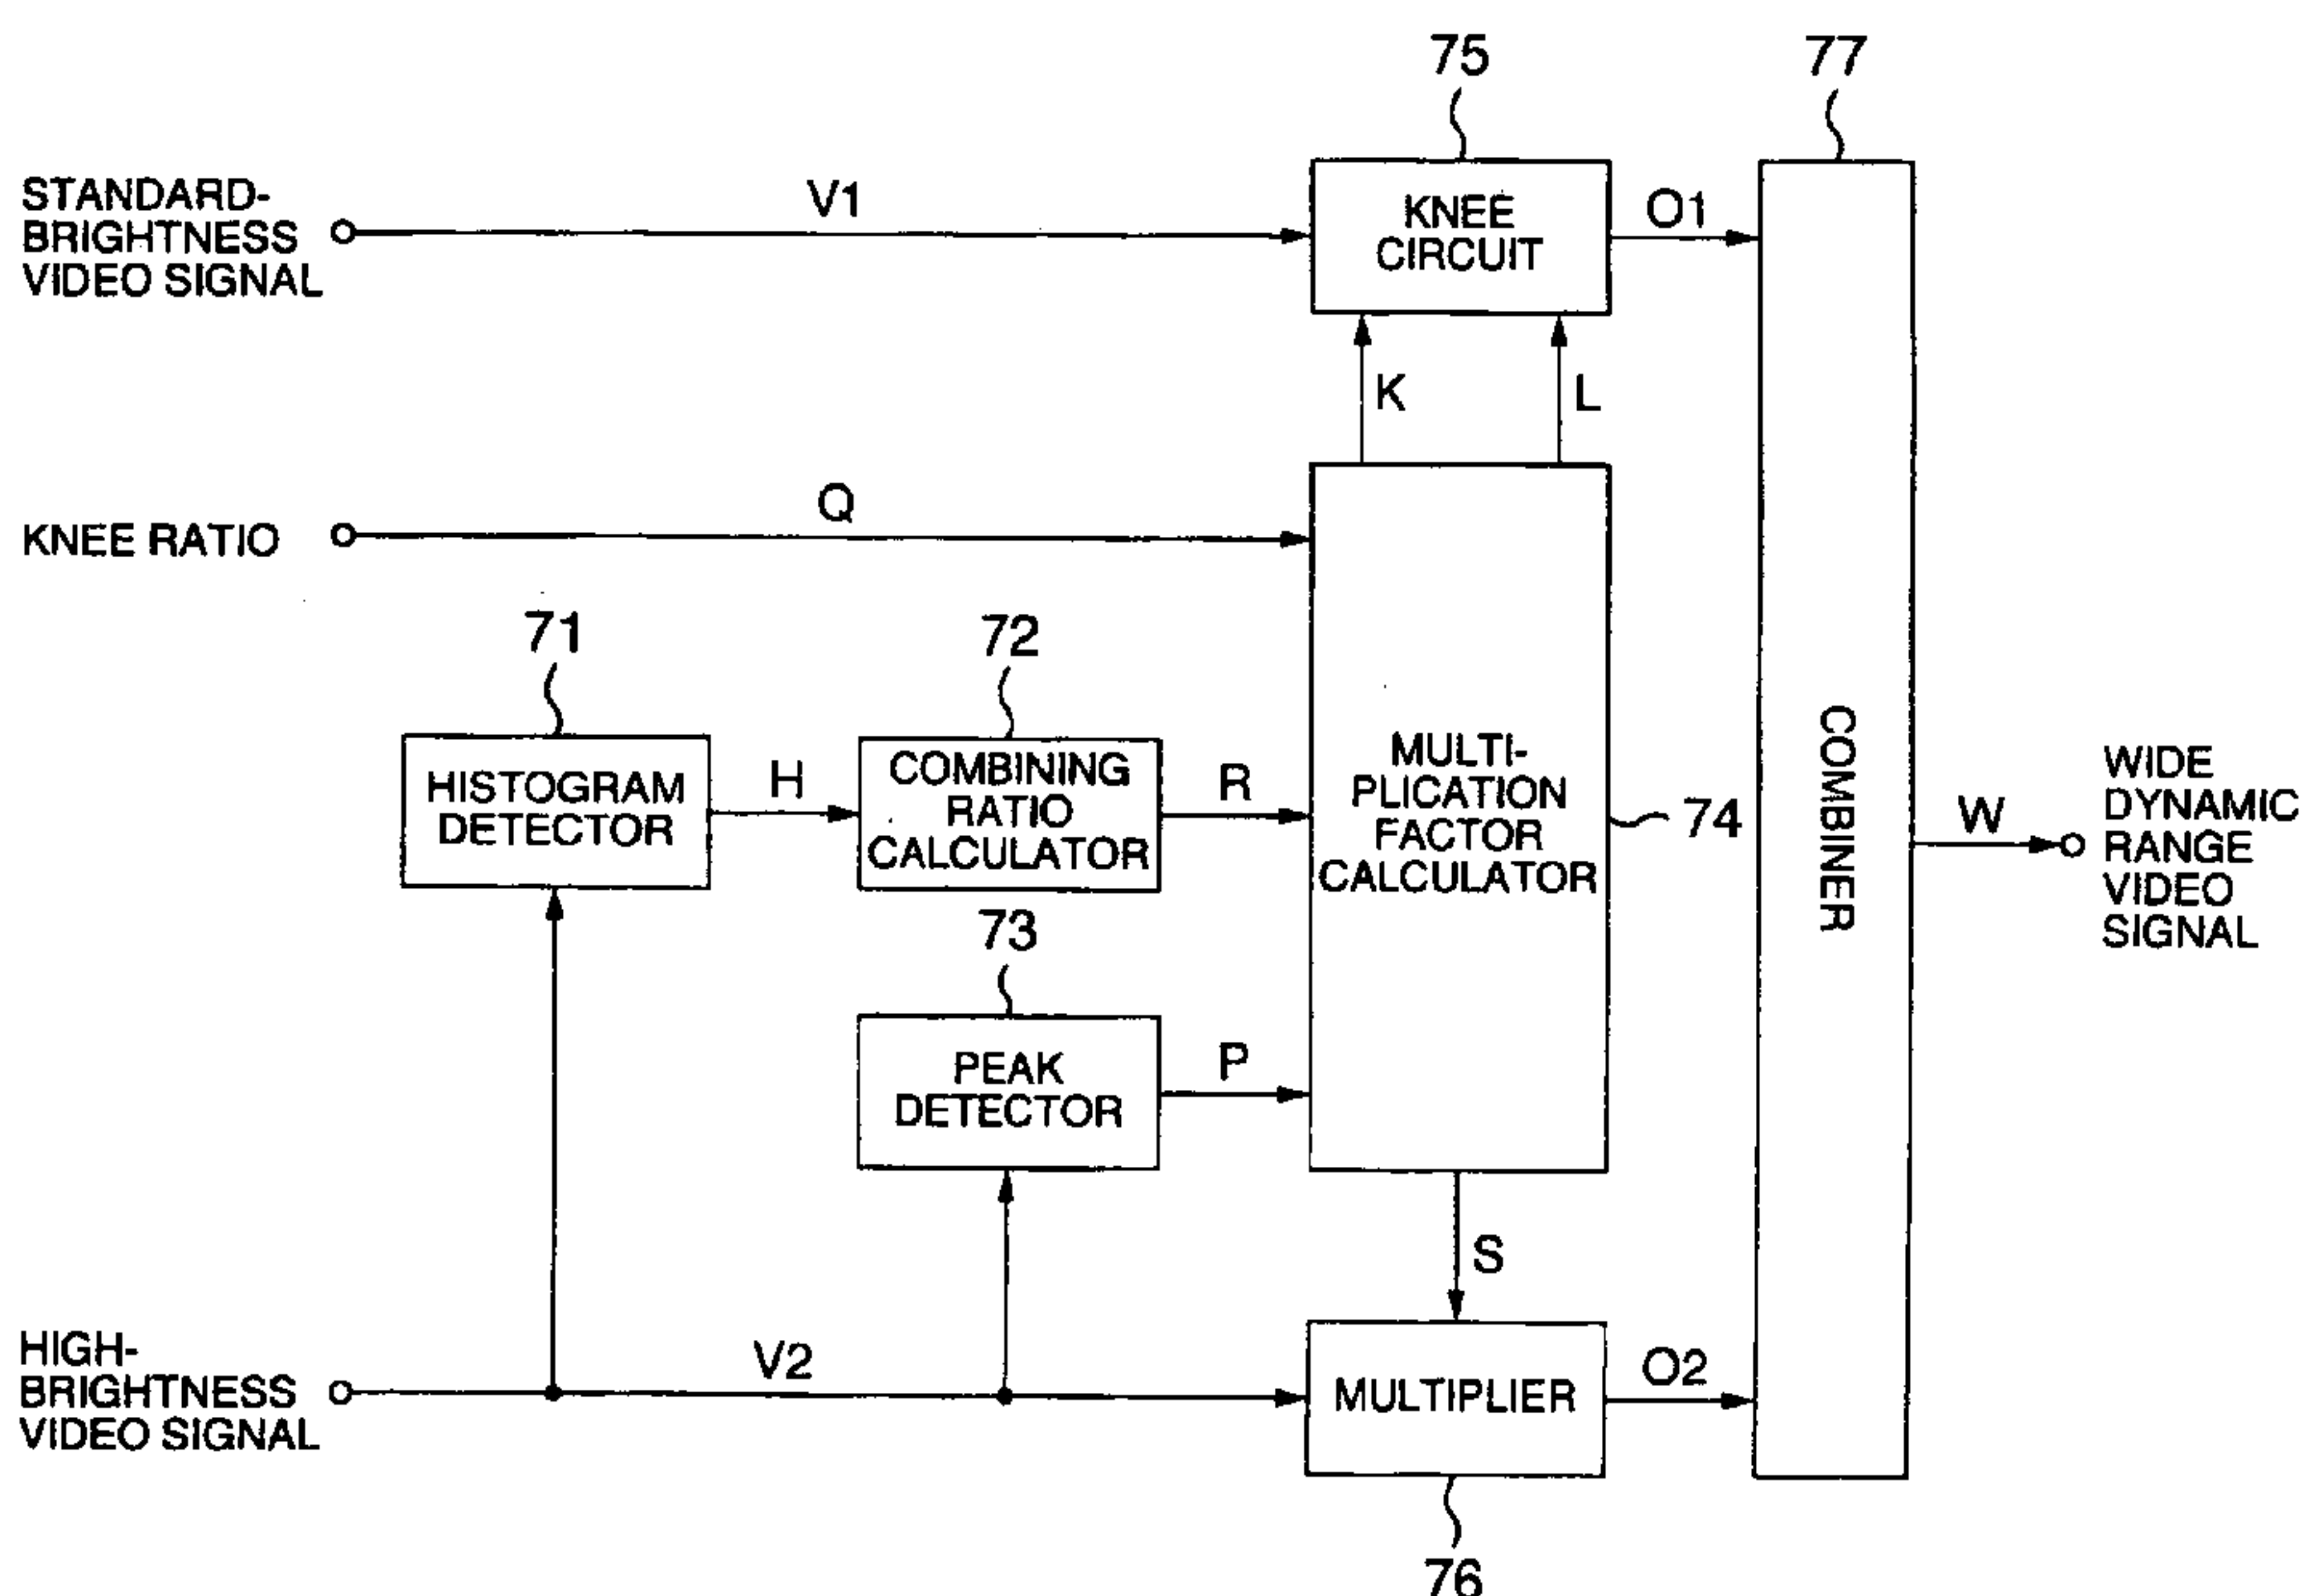 75
77
STANDARD-
BRIGHTNESS
VIDEO SIGNAL
V1
KNEE
CIRCUIT
O1
K
L
KNEE RATIO
Q
71
72
HISTOGRAM
DETECTOR
H
COMBINING
RATIO
CALCULATOR
R
MULTI-
PLICATION
FACTOR
CALCULATOR
74
COMBINER
W
WIDE
DYNAMIC
RANGE
VIDEO
SIGNAL
73
PEAK
DETECTOR
P
S
HIGH-
BRIGHTNESS
VIDEO SIGNAL
V2
MULTIPLIER
O2
76